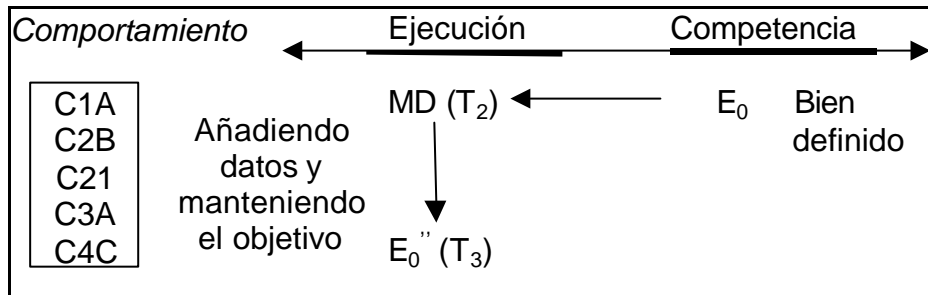 Comportamiento Ejecución Competencia
C1A
C2B
C21
C3A
C4C
Añadiendo
datos y
manteniendo
el objetivo
MD (T2)
E0’’ (T3)
E0 Bien
definido